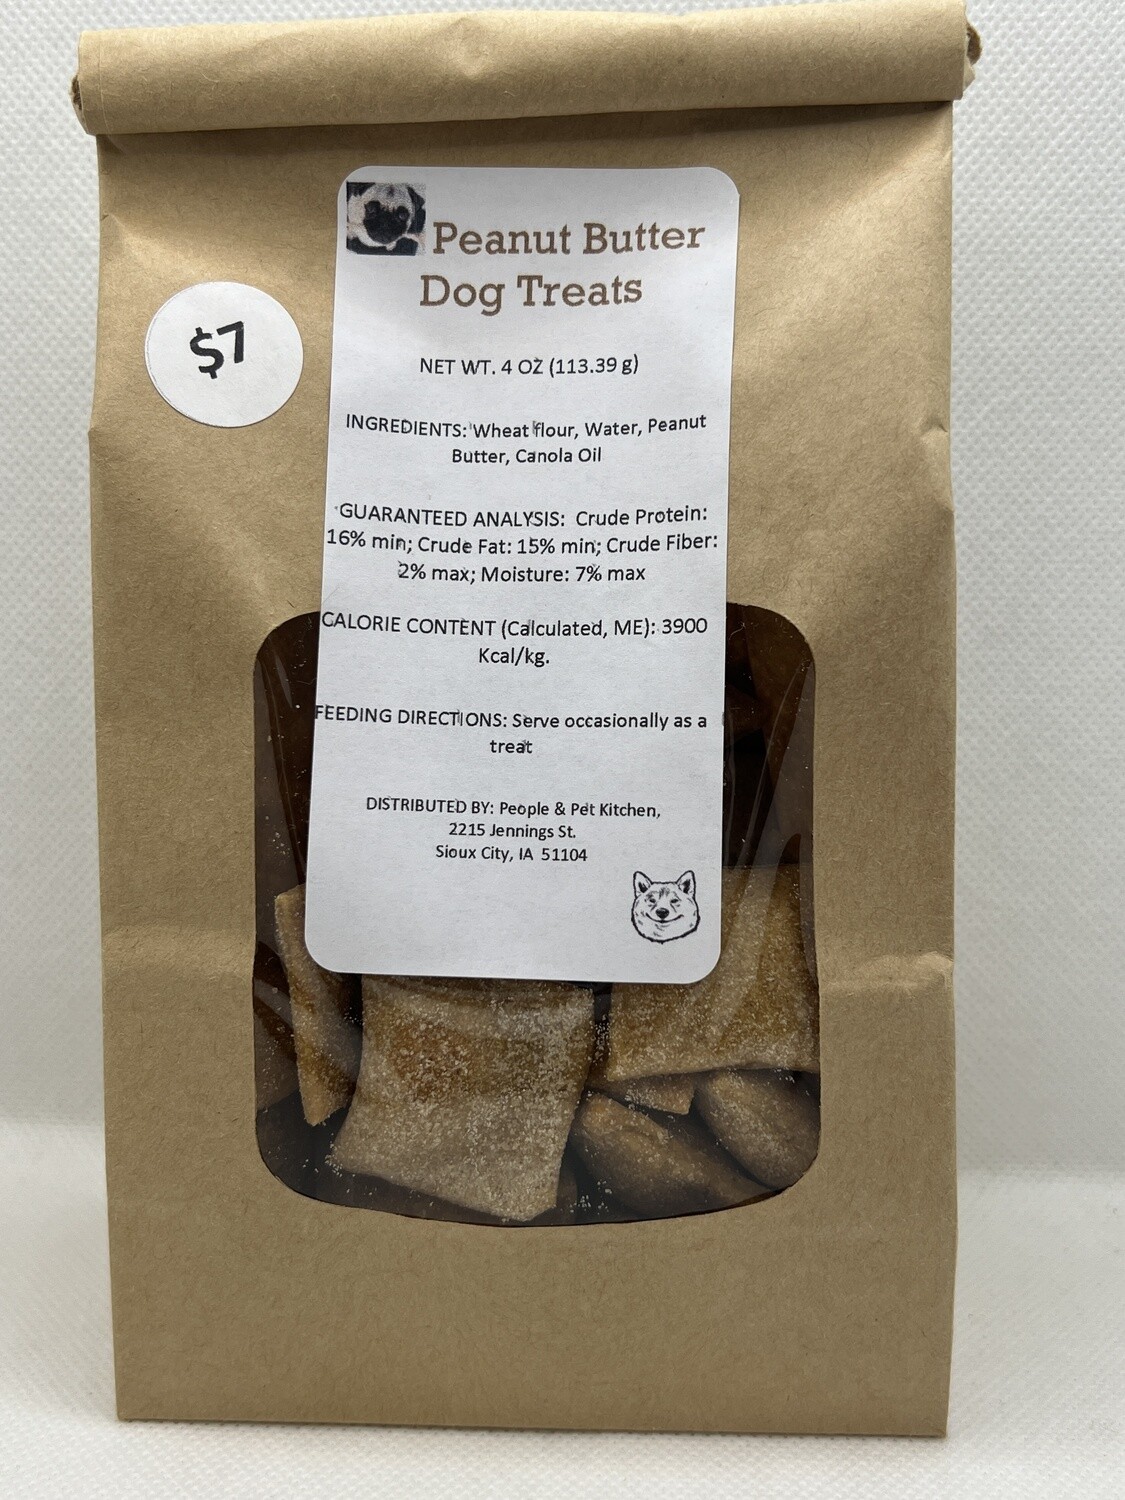 Peanut Butter
Dog Treats
$7
NET WT. 4 OZ (113.39 g)
INGREDIENTS: Wheat flour, Water, Peanut
Butter, Canola Oil
GUARANTEED ANALYSIS: Crude Protein:
16% min; Crude Fat: 15% min; Crude Fiber:
2% max; Moisture: 7% max
CALORIE CONTENT (Calculated, ME): 3900
Kcal/kg.
FEEDING DIRECTIONS: Serve occasionally as a
treat
DISTRIBUTED BY: People & Pet Kitchen,
2215 Jennings St.
Sioux City, IA 51104